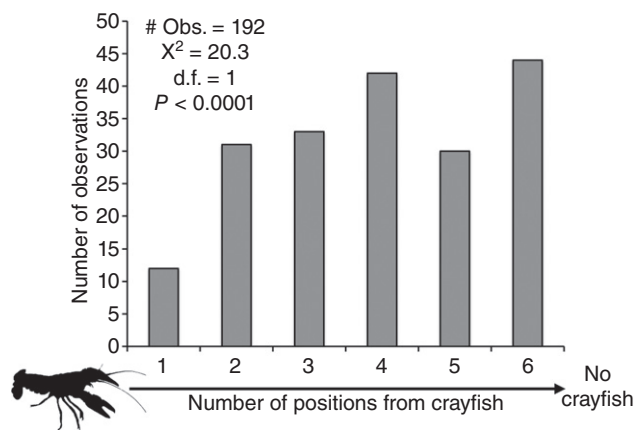 50
45
40
35
30
25
20
15
10
5
0
Number of observations
# Obs. = 192
X² = 20.3
d.f. = 1
P < 0.0001
1 2 3 4 5 6
Number of positions from crayfish
No
crayfish